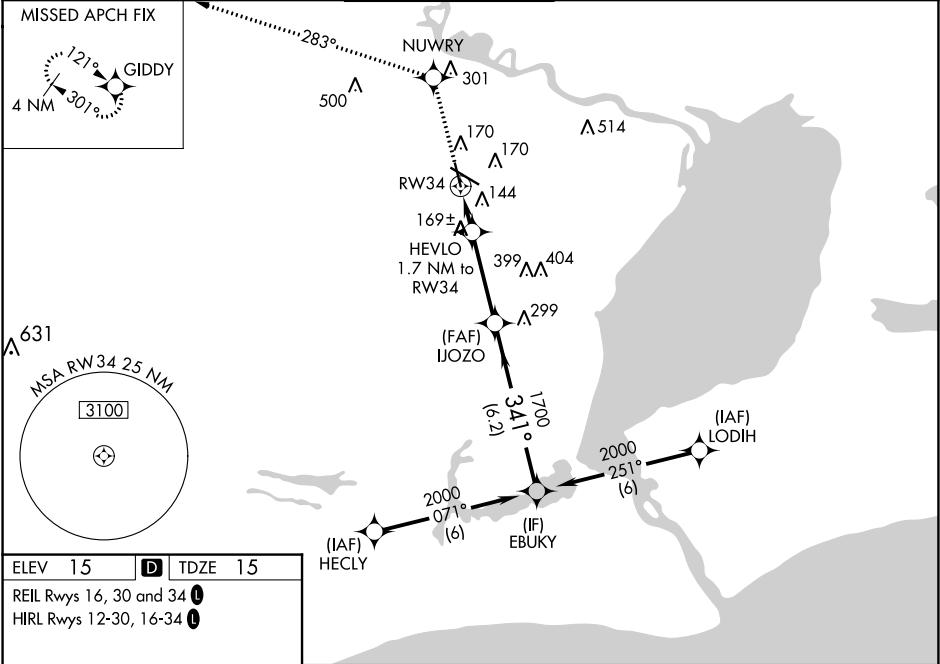 MISSED APCH FIX
121°
GIDDY
4 NM
301°
283°
NUWRY
301
500
514
170
170
RW34
144
169±
HEVLO
1.7 NM to
RW34
399
404
299
(FAF)
IJOZO
631
MSA RW34 25 NM
3100
1700
341°
(6.2)
(IAF)
LODIH
2000
251°
(6)
2000
071°
(6)
(IF)
EBUKY
(IAF)
HECLY
ELEV 15 D TDZE 15
REIL Rwys 16, 30 and 34 L
HIRL Rwys 12-30, 16-34 L